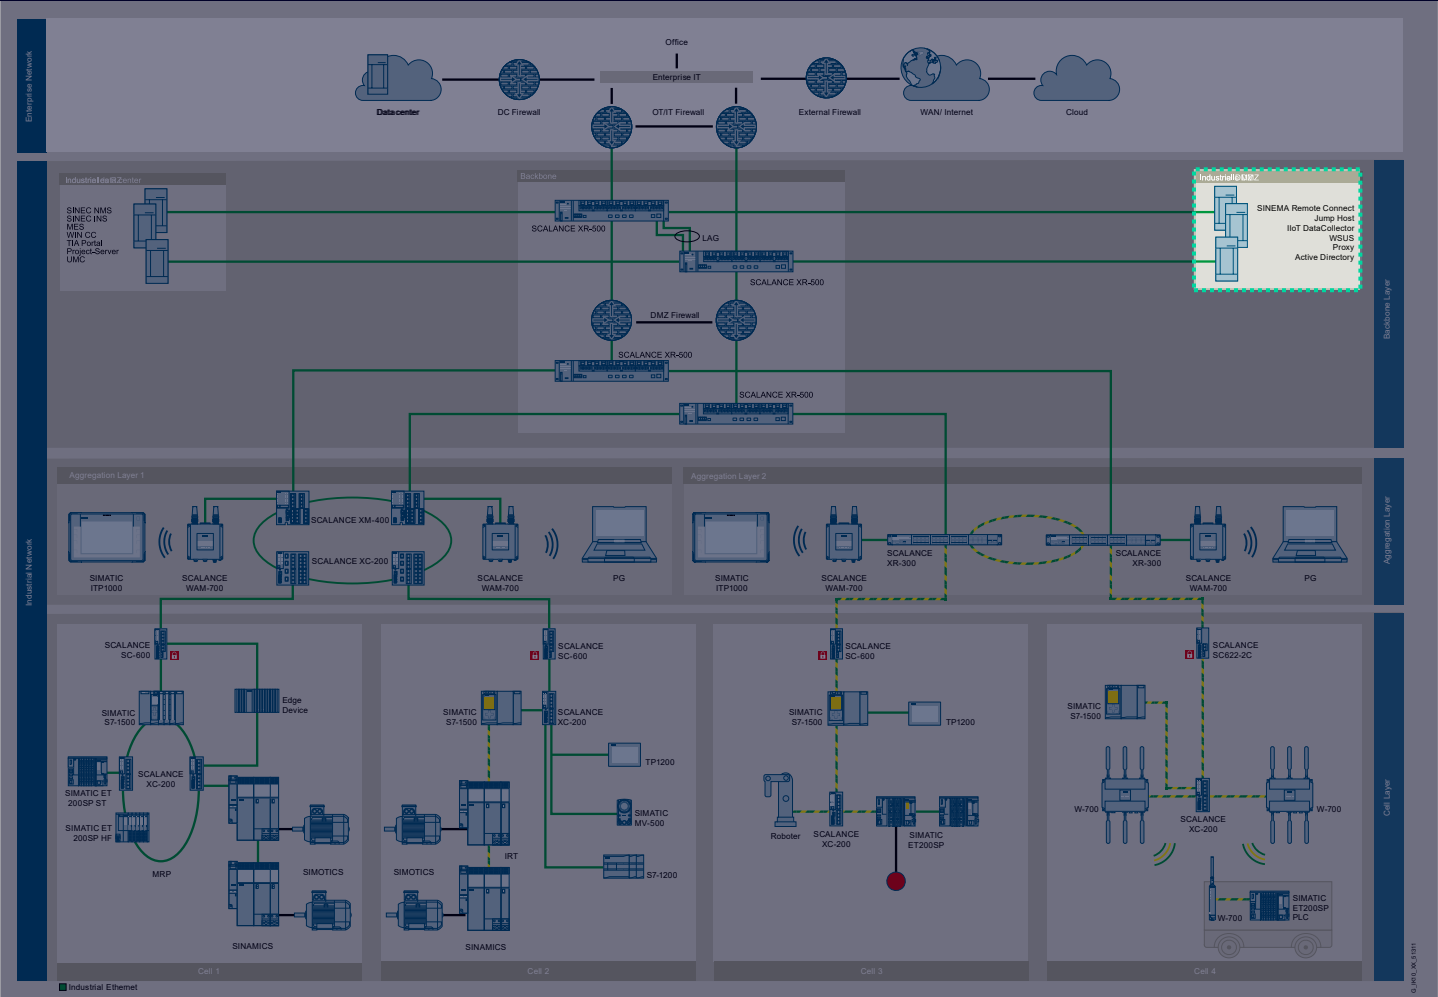 Office
Enterprise IT
Datacenter
DC Firewall
OT/IT Firewall
External Firewall
WAN/ Internet
Cloud
Enterprise Network
Industrial
Backbone
Industrial
SINEC NMS
SINEC INS
MES
WIN CC
TIA Portal
Project-Server
UMC
SCALANCE XR-500
LAG
SCALANCE XR-500
SINEMA Remote Connect
Jump Host
IIoT DataCollector
WSUS
Proxy
Active Directory
DMZ Firewall
SCALANCE XR-500
SCALANCE XR-500
Backbone Layer
Industrial Network
Aggregation Layer 1
Aggregation Layer 2
SCALANCE XM-400
SCALANCE XC-200
SIMATIC
ITP1000
SCALANCE
WAM-700
SCALANCE
WAM-700
PG
SIMATIC
ITP1000
SCALANCE
WAM-700
SCALANCE
XR-300
SCALANCE
XR-300
SCALANCE
WAM-700
PG
Aggregation Layer
SCALANCE
SC-600
SIMATIC
S7-1500
Edge
Device
SCALANCE
XC-200
SIMATIC ET
200SP ST
SIMATIC ET
200SP HF
MRP
SIMOTICS
SINAMICS
Cell 1
SCALANCE
SC-600
SIMATIC
S7-1500
SCALANCE
XC-200
TP1200
SIMATIC
MV-500
IRT
SIMOTICS
S7-1200
SINAMICS
Cell 2
SCALANCE
SC-600
SIMATIC
S7-1500
TP1200
Roboter
SCALANCE
XC-200
SIMATIC
ET200SP
Cell 3
SCALANCE
SC622-2C
SIMATIC
S7-1500
W-700
SCALANCE
XC-200
W-700
W-700
SIMATIC
ET200SP
PLC
Cell 4
Cell Layer
Industrial Ethernet